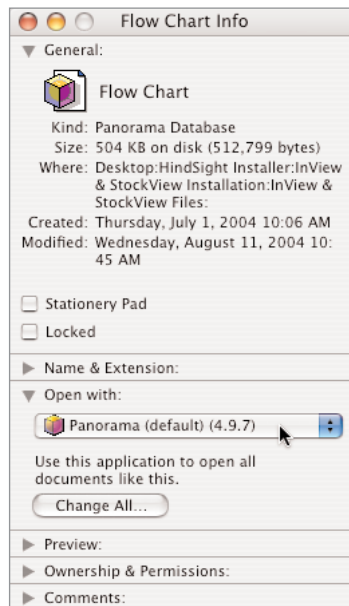 Flow Chart Info
General:
Flow Chart
Kind: Panorama Database
Size: 504 KB on disk (512,799 bytes)
Where: Desktop:HindSight Installer:InView
& StockView Installation:InView &
StockView Files:
Created: Thursday, July 1, 2004 10:06 AM
Modified: Wednesday, August 11, 2004 10:
45 AM
Stationery Pad
Locked
Name & Extension:
Open with:
Panorama (default) (4.9.7)
Use this application to open all
documents like this.
Change All...
Preview:
Ownership & Permissions:
Comments: